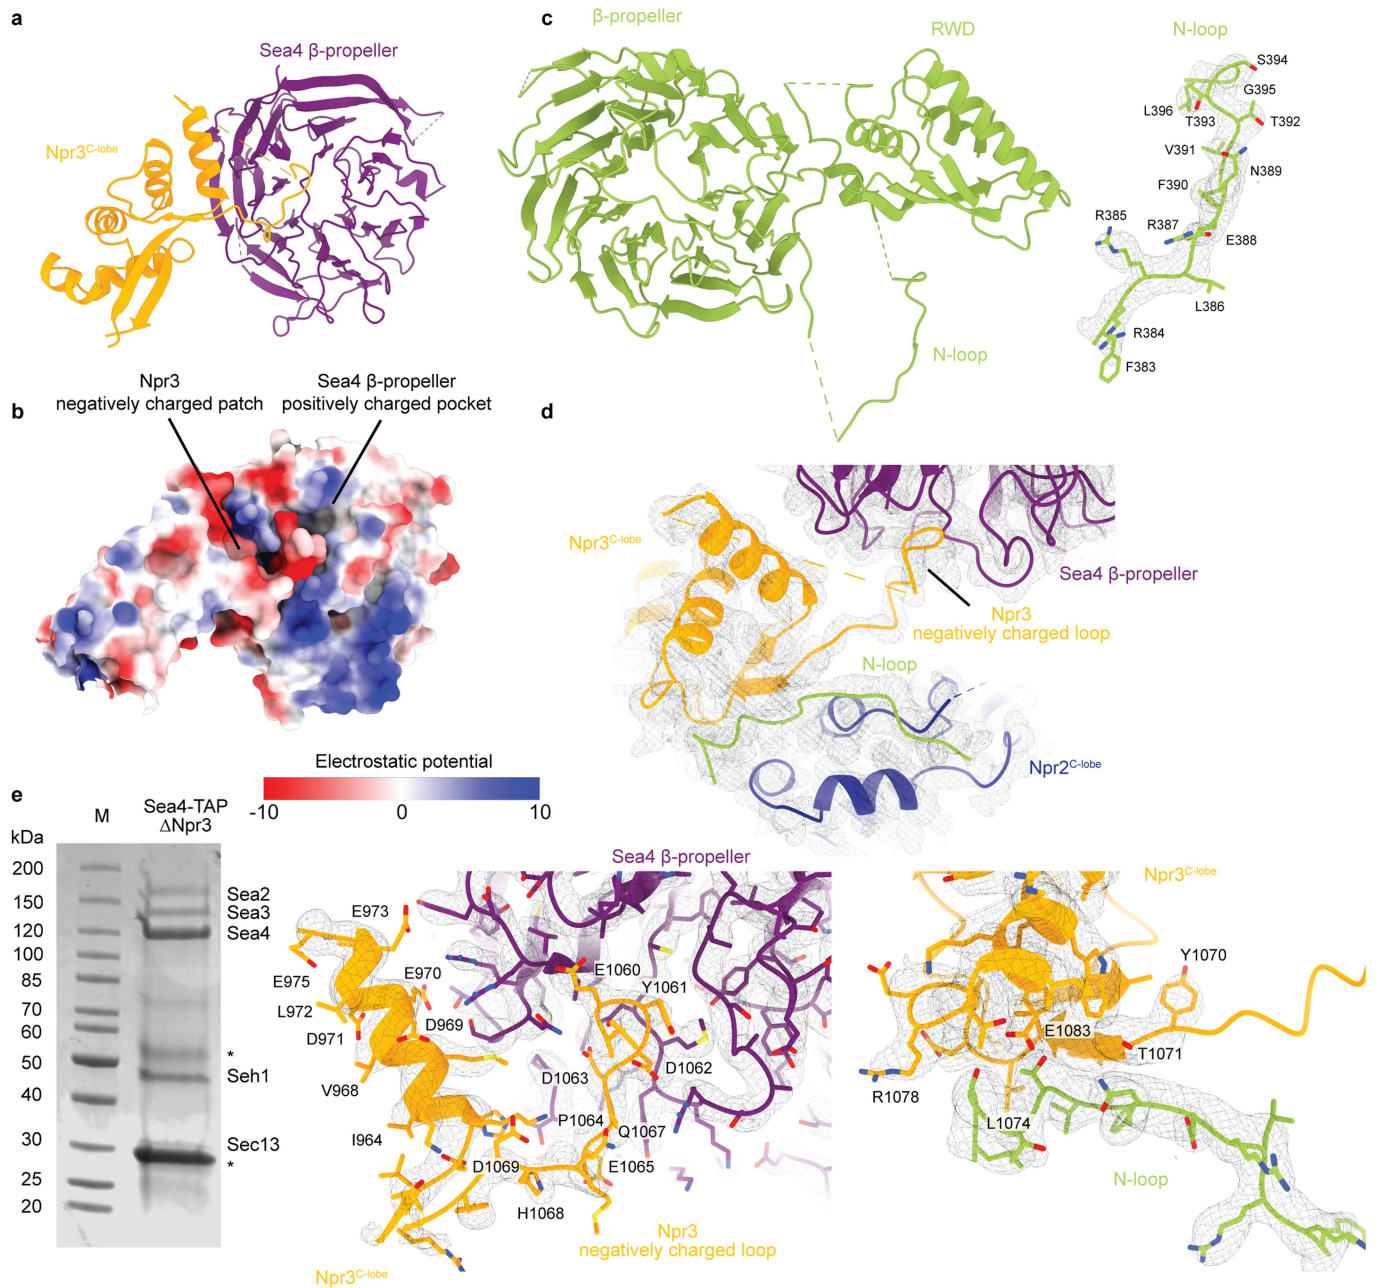 a
Sea4 β-propeller
Npr3C-lobe
b
Npr3
negatively charged patch
Sea4 β-propeller
positively charged pocket
Electrostatic potential
-10
0
10
c
β-propeller
RWD
N-loop
N-loop
S394
G395
L396
T393
T392
V391
N389
F390
R385
R387
E388
L386
R384
F383
d
Npr3C-lobe
Sea4 β-propeller
Npr3
negatively charged loop
N-loop
Npr2C-lobe
Sea4 β-propeller
E973
E975
E970
L972
D971
D969
V968
I964
E1060
Y1061
D1063
D1062
P1064
Q1067
D1069
E1065
H1068
Npr3
negatively charged loop
Npr3C-lobe
Npr3C-lobe
Y1070
E1083
T1071
R1078
L1074
N-loop
e
M
Sea4-TAP
ΔNpr3
kDa
200
150
120
100
85
70
60
50
40
30
25
20
Sea2
Sea3
Sea4
*
Seh1
Sec13
*